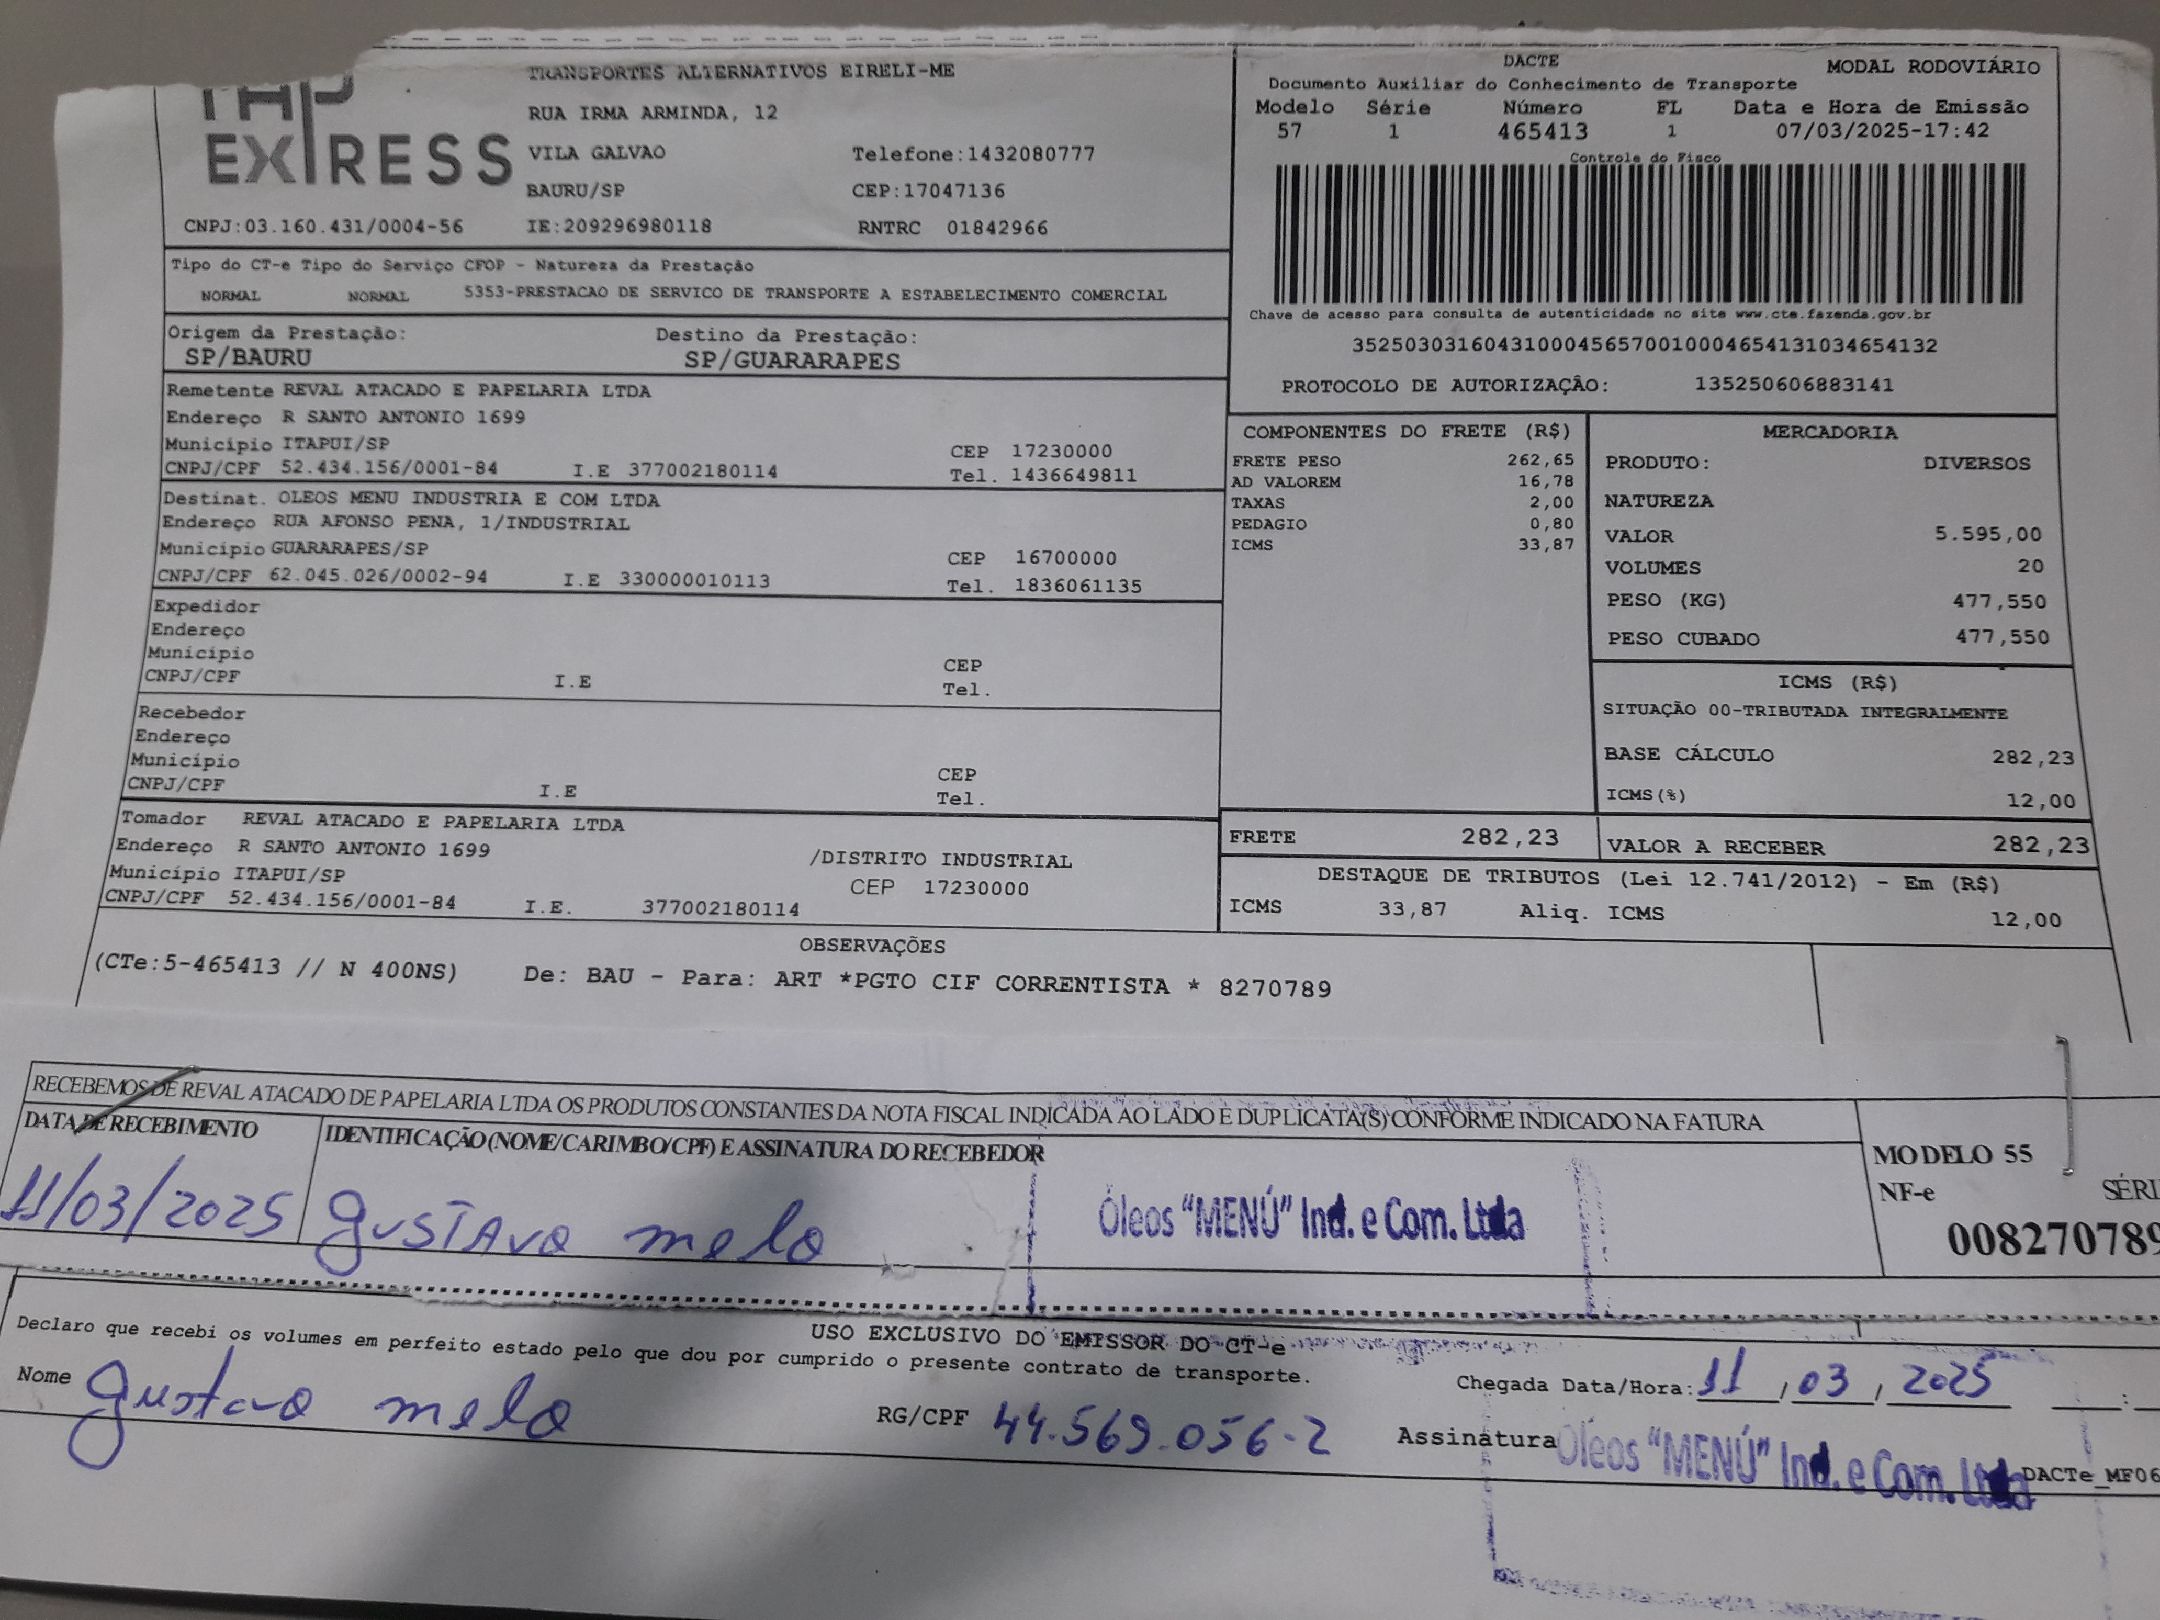 TRANSPORTES ALTERNATIVOS EIRELI-ME
EXPRESS
RUA IRMA ARMINDA, 12
VILA GALVAO Telefone:1432080777
BAURU/SP CEP:17047136
CNPJ:03.160.431/0004-56 IE:209296980118 RNTRC 01842966
DACTE MODAL RODOVIÁRIO
Documento Auxiliar do Conhecimento de Transporte
Modelo Série Número FL Data e Hora de Emissão
57 1 465413 1 07/03/2025-17:42
Controle do Fisco
Chave de acesso para consulta de autenticidade no site www.cte.fazenda.gov.br
35250303160431000456570010004654131034654132
PROTOCOLO DE AUTORIZAÇÃO: 135250606883141
Tipo do CT-e Tipo do Serviço CFOP - Natureza da Prestação
NORMAL NORMAL 5353-PRESTACAO DE SERVICO DE TRANSPORTE A ESTABELECIMENTO COMERCIAL
Origem da Prestação: Destino da Prestação:
SP/BAURU SP/GUARARAPES
Remetente REVAL ATACADO E PAPELARIA LTDA
Endereço R SANTO ANTONIO 1699
Município ITAPUI/SP CEP 17230000
CNPJ/CPF 52.434.156/0001-84 I.E 377002180114 Tel. 1436649811
Destinat. OLEOS MENU INDUSTRIA E COM LTDA
Endereço RUA AFONSO PENA, 1/INDUSTRIAL
Município GUARARAPES/SP CEP 16700000
CNPJ/CPF 62.045.026/0002-94 I.E 330000010113 Tel. 1836061135
Expedidor
Endereço
Município CEP
CNPJ/CPF I.E Tel.
Recebedor
Endereço
Município CEP
CNPJ/CPF I.E Tel.
Tomador REVAL ATACADO E PAPELARIA LTDA
Endereço R SANTO ANTONIO 1699 /DISTRITO INDUSTRIAL
Município ITAPUI/SP CEP 17230000
CNPJ/CPF 52.434.156/0001-84 I.E. 377002180114
COMPONENTES DO FRETE (R$)
FRETE PESO 262,65
AD VALOREM 16,78
TAXAS 2,00
PEDAGIO 0,80
ICMS 33,87
MERCADORIA
PRODUTO: DIVERSOS
NATUREZA
VALOR 5.595,00
VOLUMES 20
PESO (KG) 477,550
PESO CUBADO 477,550
ICMS (R$)
SITUAÇÃO 00-TRIBUTADA INTEGRALMENTE
BASE CÁLCULO 282,23
ICMS(%) 12,00
FRETE 282,23 VALOR A RECEBER 282,23
DESTAQUE DE TRIBUTOS (Lei 12.741/2012) - Em (R$)
ICMS 33,87 Aliq. ICMS 12,00
OBSERVAÇÕES
(CTe:5-465413 // N 400NS) De: BAU - Para: ART *PGTO CIF CORRENTISTA * 8270789
RECEBEMOS DE REVAL ATACADO DE PAPELARIA LTDA OS PRODUTOS CONSTANTES DA NOTA FISCAL INDICADA AO LADO E DUPLICATA(S) CONFORME INDICADO NA FATURA
DATA DE RECEBIMENTO IDENTIFICAÇÃO (NOME/CARIMBO/CPF) E ASSINATURA DO RECEBEDOR
MODELO 55
NF-e SÉRI
008270789
11/03/2025 gustavo melo Óleos "MENÚ" Ind. e Com. Ltda
USO EXCLUSIVO DO EMISSOR DO CT-e
Declaro que recebi os volumes em perfeito estado pelo que dou por cumprido o presente contrato de transporte.
Nome gustavo melo RG/CPF 44.569.056-2
Chegada Data/Hora: 11/03/2025 :
Assinatura Óleos "MENÚ" Ind. e Com. Ltda
DACTe_MF06